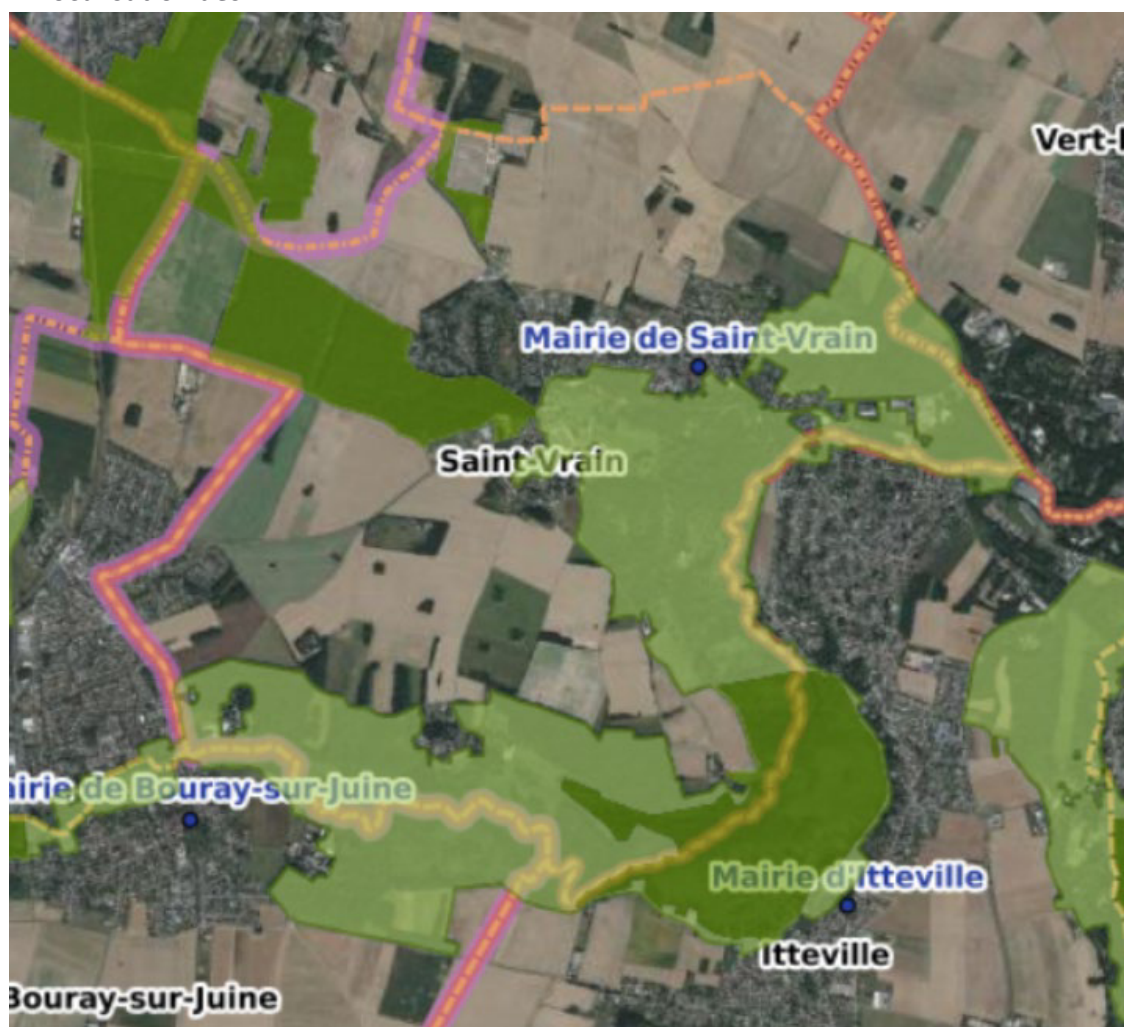 Vert-
Mairie de Saint-Vrain
Saint-Vrain
airie de Bouray-sur-Juine
Mairie d'Itteville
Itteville
Bouray-sur-Juine